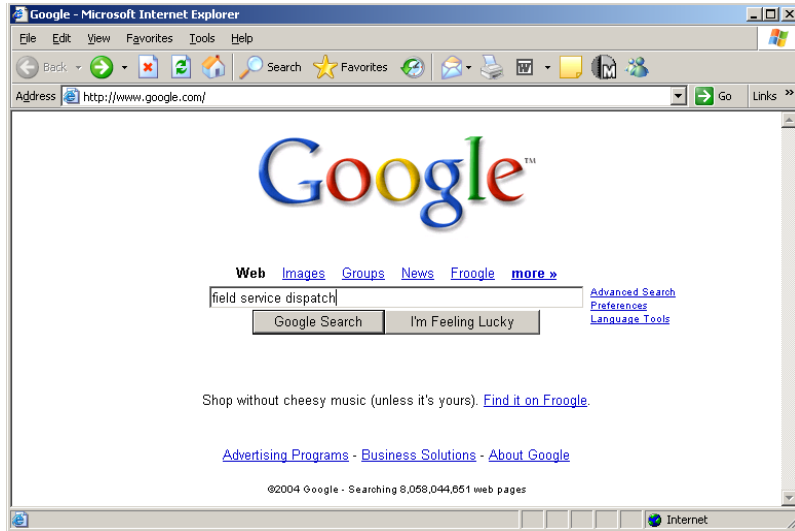 Google - Microsoft Internet Explorer
File Edit View Favorites Tools Help
Back Search Favorites
Address http://www.google.com/ Go Links »
Google™
Web Images Groups News Froogle more »
field service dispatch
Advanced Search
Preferences
Language Tools
Google Search I'm Feeling Lucky
Shop without cheesy music (unless it's yours). Find it on Froogle.
Advertising Programs - Business Solutions - About Google
©2004 Google - Searching 8,058,044,651 web pages
Internet